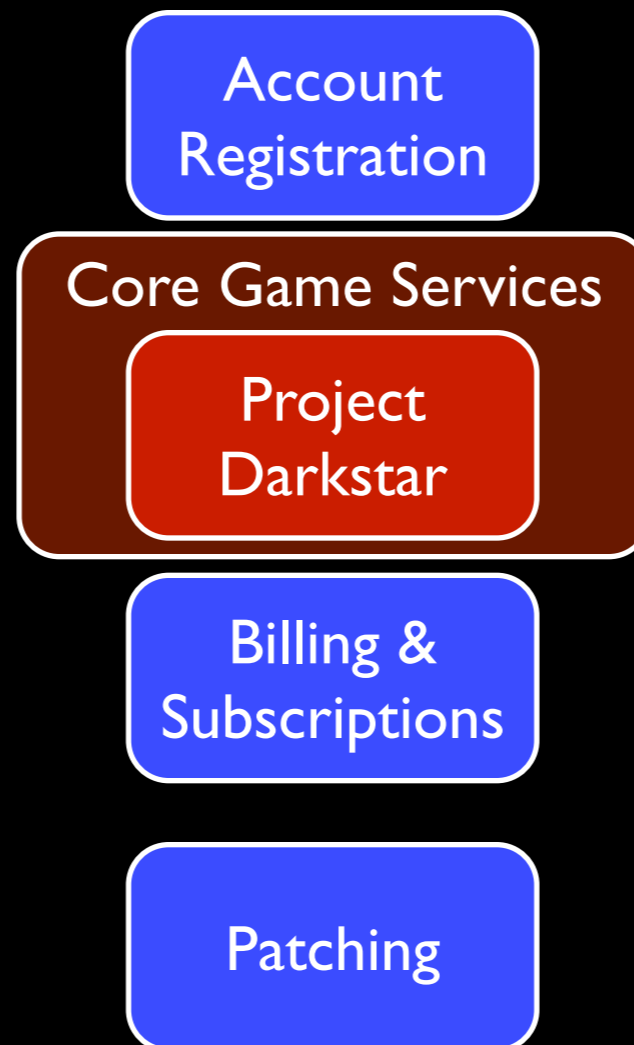 Account
Registration
Core Game Services
Project
Darkstar
Billing &
Subscriptions
Patching